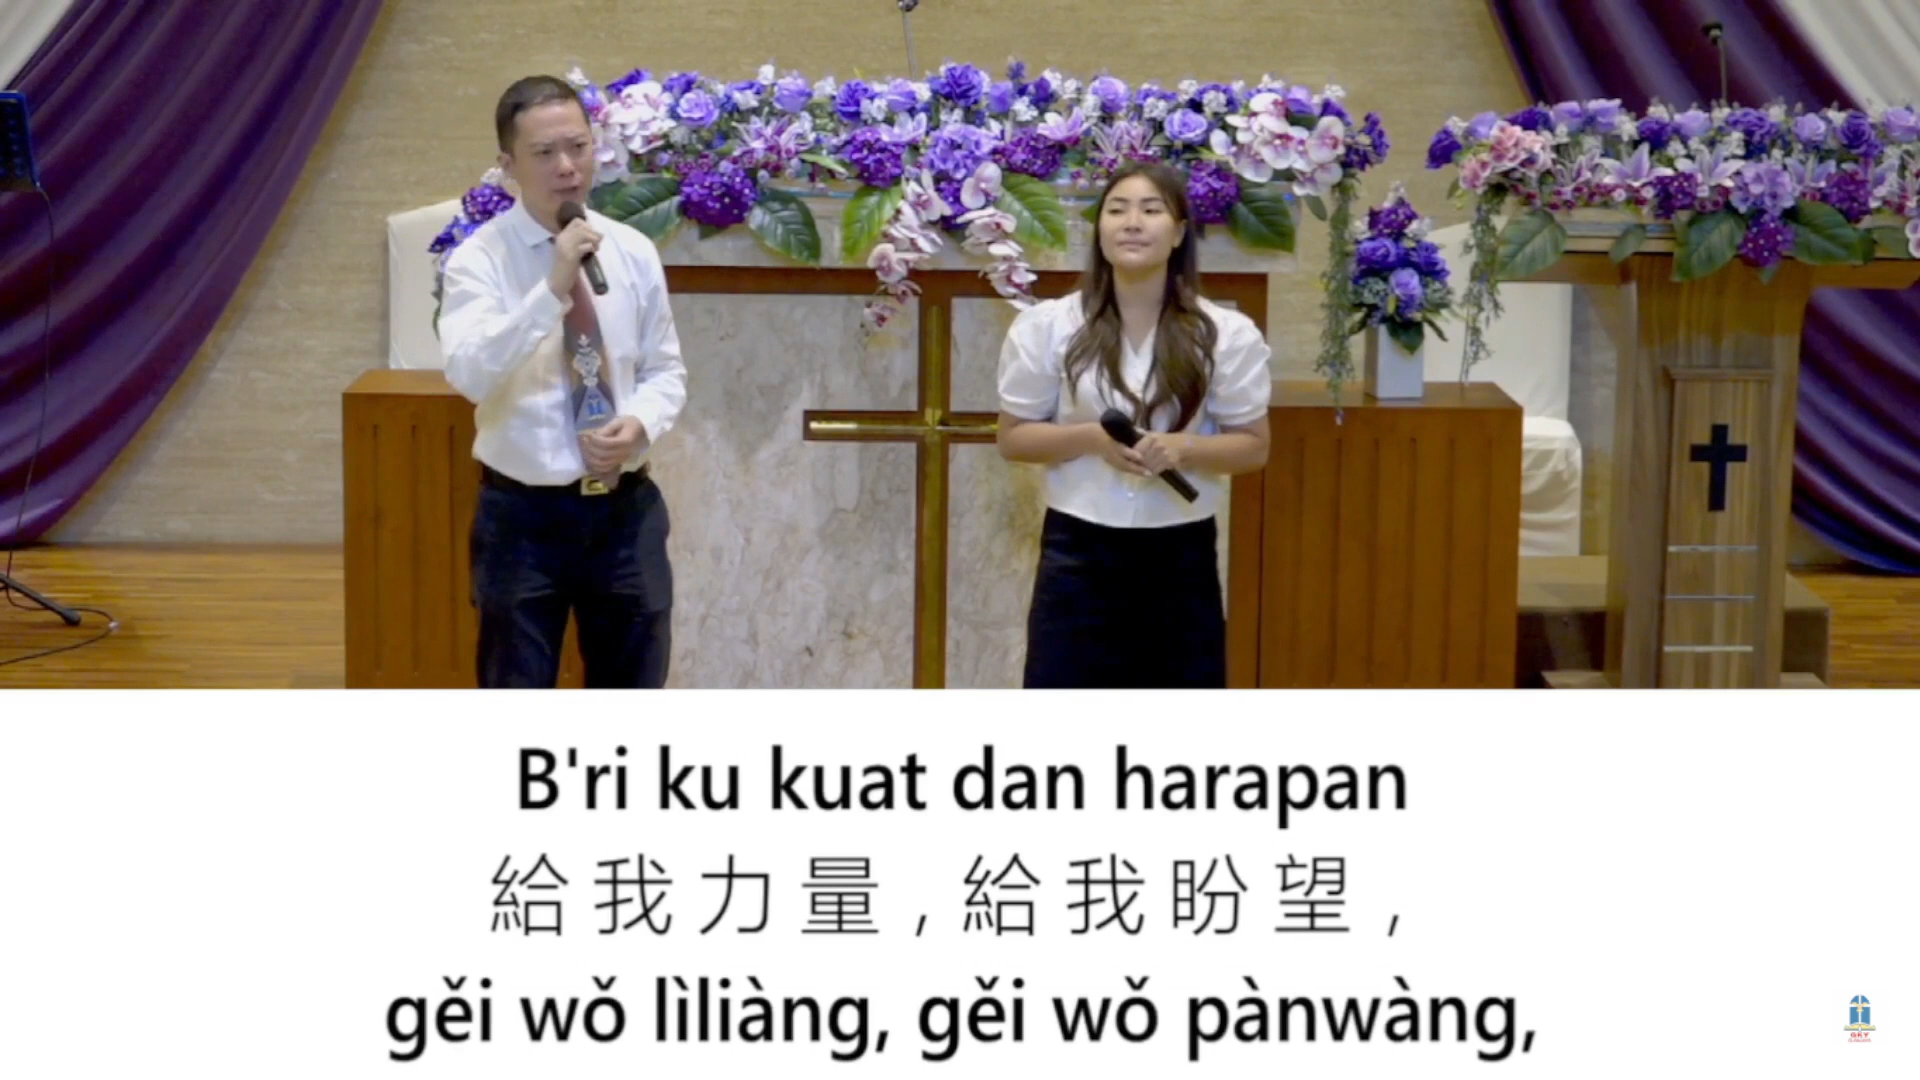 B'ri ku kuat dan harapan
給我力量，給我盼望，
gěi wǒ lìliàng, gěi wǒ pànwàng,
GKY